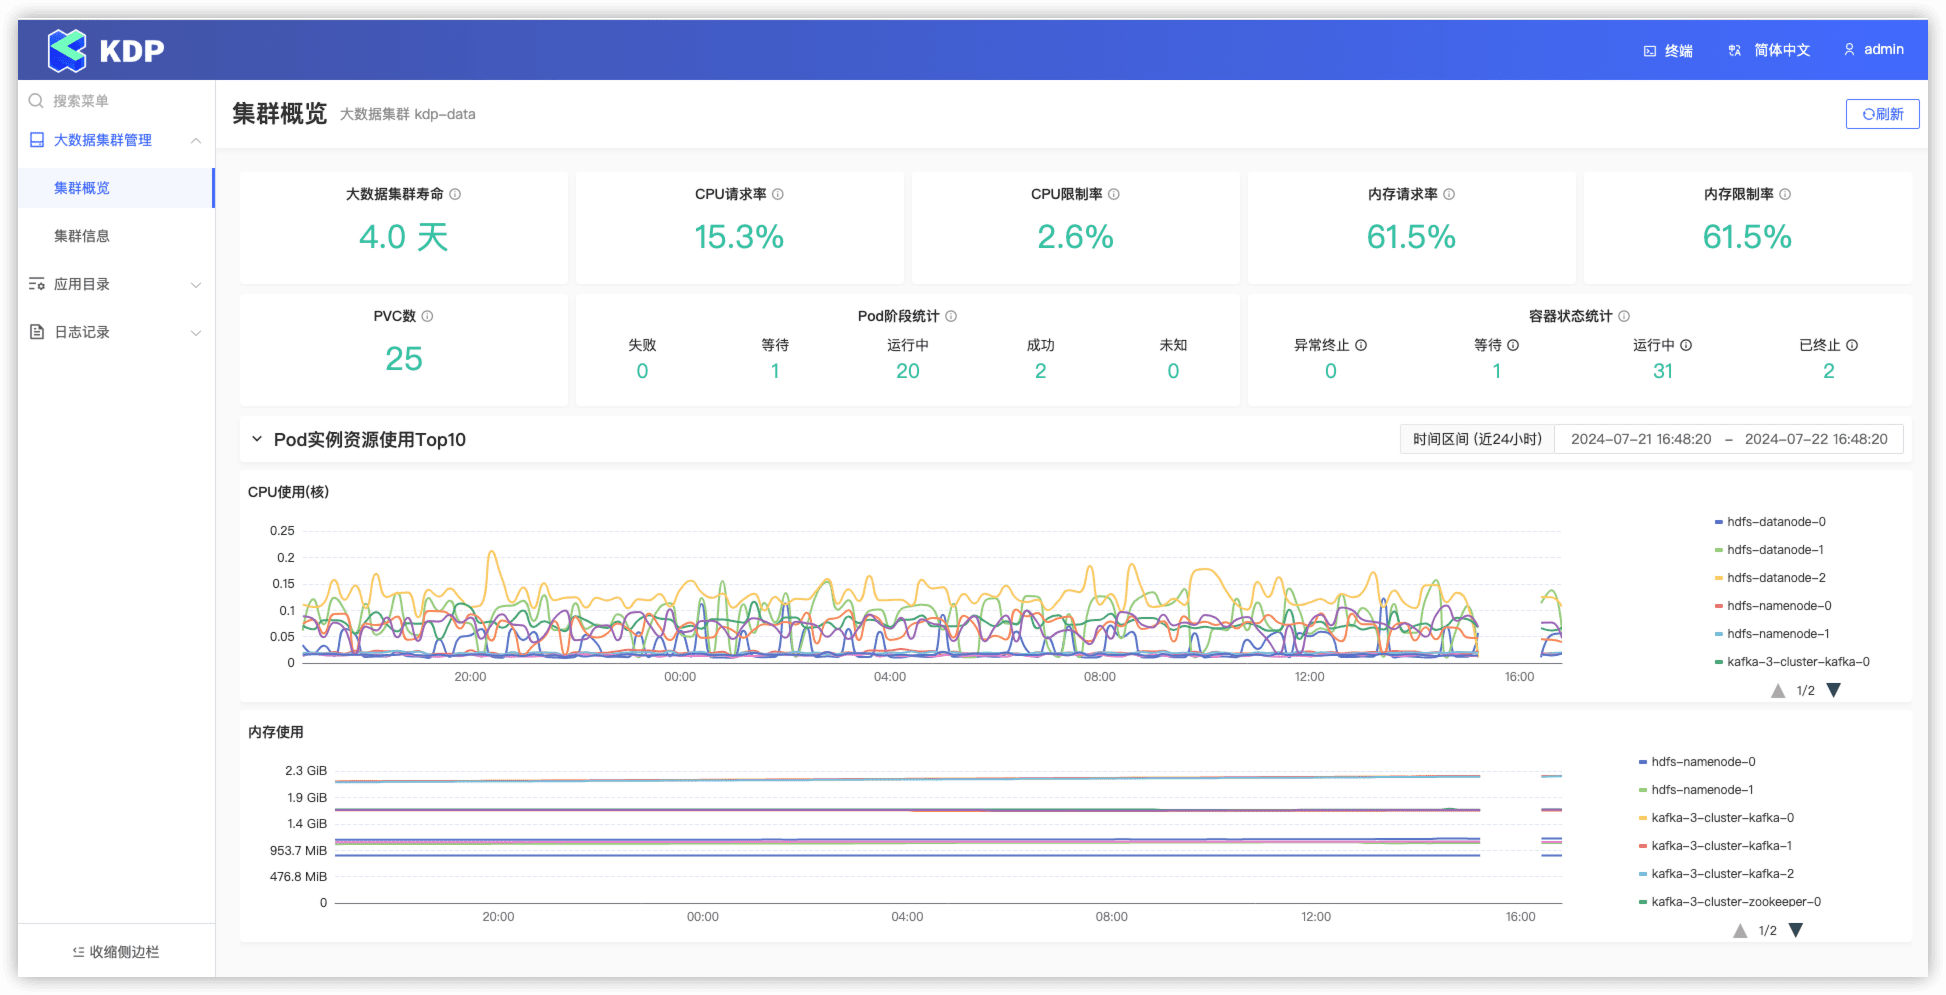 KDP
终端 简体中文 admin
搜索菜单
大数据集群管理
集群概览
集群信息
应用目录
日志记录
收缩侧边栏
集群概览 大数据集群 kdp-data
刷新
大数据集群寿命
4.0 天
CPU请求率
15.3%
CPU限制率
2.6%
内存请求率
61.5%
内存限制率
61.5%
PVC数
25
Pod阶段统计
失败 等待 运行中 成功 未知
0 1 20 2 0
容器状态统计
异常终止 等待 运行中 已终止
0 1 31 2
Pod实例资源使用Top10
时间区间 (近24小时) 2024-07-21 16:48:20 - 2024-07-22 16:48:20
CPU使用(核)
0.25
0.2
0.15
0.1
0.05
0
20:00 00:00 04:00 08:00 12:00 16:00
hdfs-datanode-0
hdfs-datanode-1
hdfs-datanode-2
hdfs-namenode-0
hdfs-namenode-1
kafka-3-cluster-kafka-0
1/2
内存使用
2.3 GiB
1.9 GiB
1.4 GiB
953.7 MiB
476.8 MiB
0
20:00 00:00 04:00 08:00 12:00 16:00
hdfs-namenode-0
hdfs-namenode-1
kafka-3-cluster-kafka-0
kafka-3-cluster-kafka-1
kafka-3-cluster-kafka-2
kafka-3-cluster-zookeeper-0
1/2